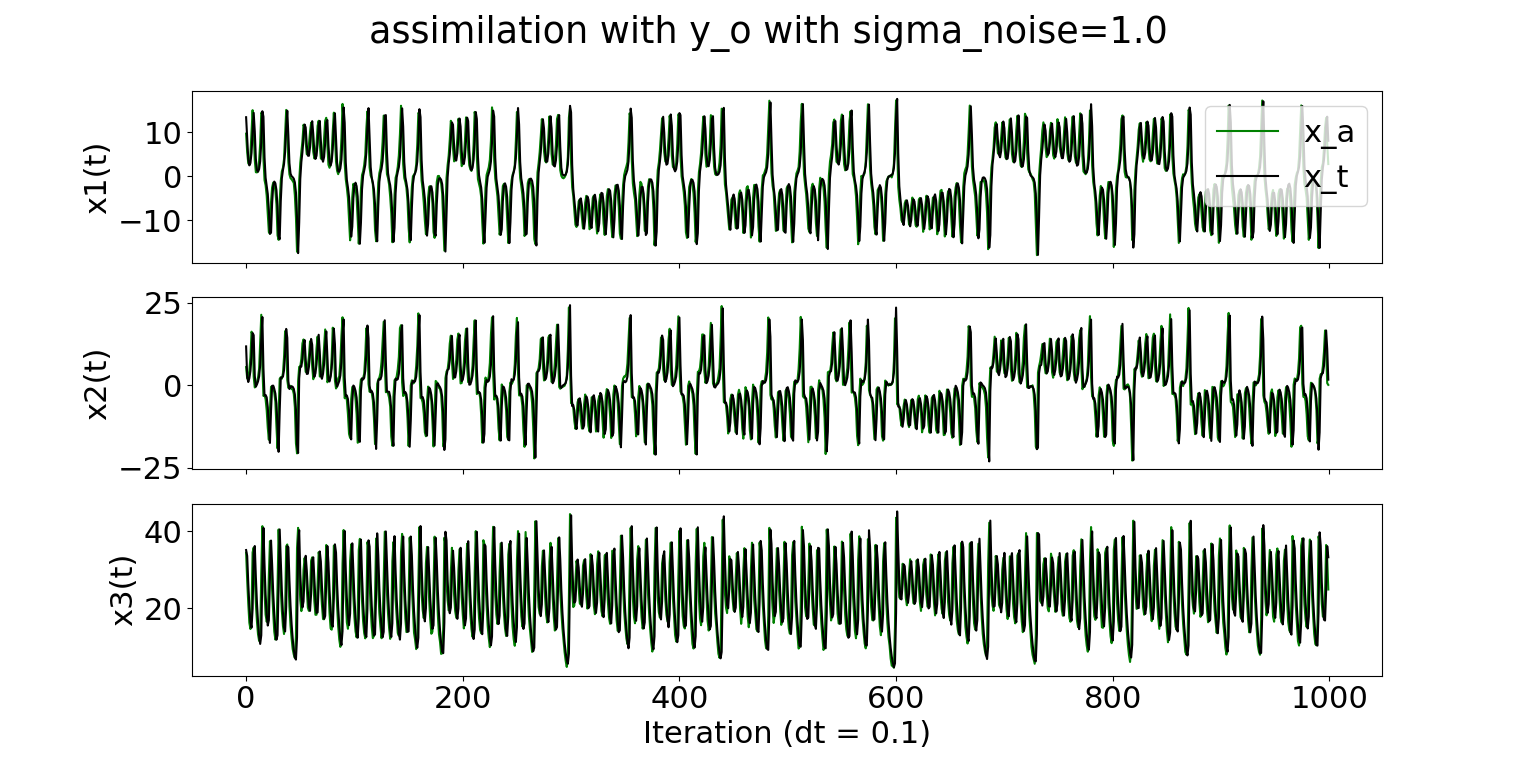 assimilation with y_o with sigma_noise=1.0
10
0
−10
x1(t)
x_a
x_t
25
0
−25
x2(t)
40
20
x3(t)
0 200 400 600 800 1000
Iteration (dt = 0.1)